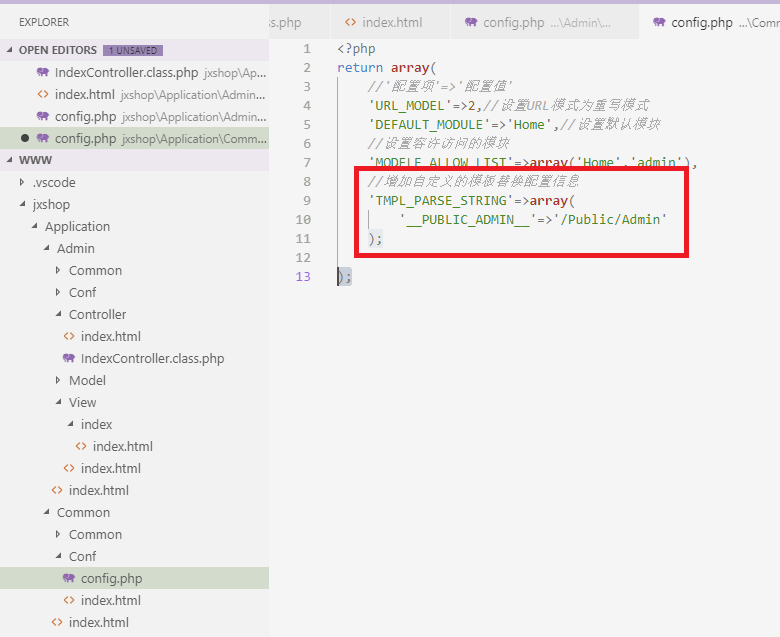 EXPLORER
OPEN EDITORS 1 UNSAVED
IndexController.class.php jxshop\Ap...
index.html jxshop\Application\Admin...
config.php jxshop\Application\Admin...
config.php jxshop\Application\Comm...
WWW
.vscode
jxshop
Application
Admin
Common
Conf
Controller
index.html
IndexController.class.php
Model
View
index
index.html
index.html
index.html
Common
Common
Conf
config.php
index.html
index.html
ss.php index.html config.php ...\Admin\... config.php ...\Comm
1 <?php
2 return array(
3 //'配置项'=>'配置值'
4 'URL_MODEL'=>2,//设置URL模式为重写模式
5 'DEFAULT_MODULE'=>'Home',//设置默认模块
6 //设置容许访问的模块
7 'MODELE_ALLOW_LIST'=>array('Home','admin'),
8 //增加自定义的模板替换配置信息
9 'TMPL_PARSE_STRING'=>array(
10 '__PUBLIC_ADMIN__'=>'/Public/Admin'
11 );
12
13 );